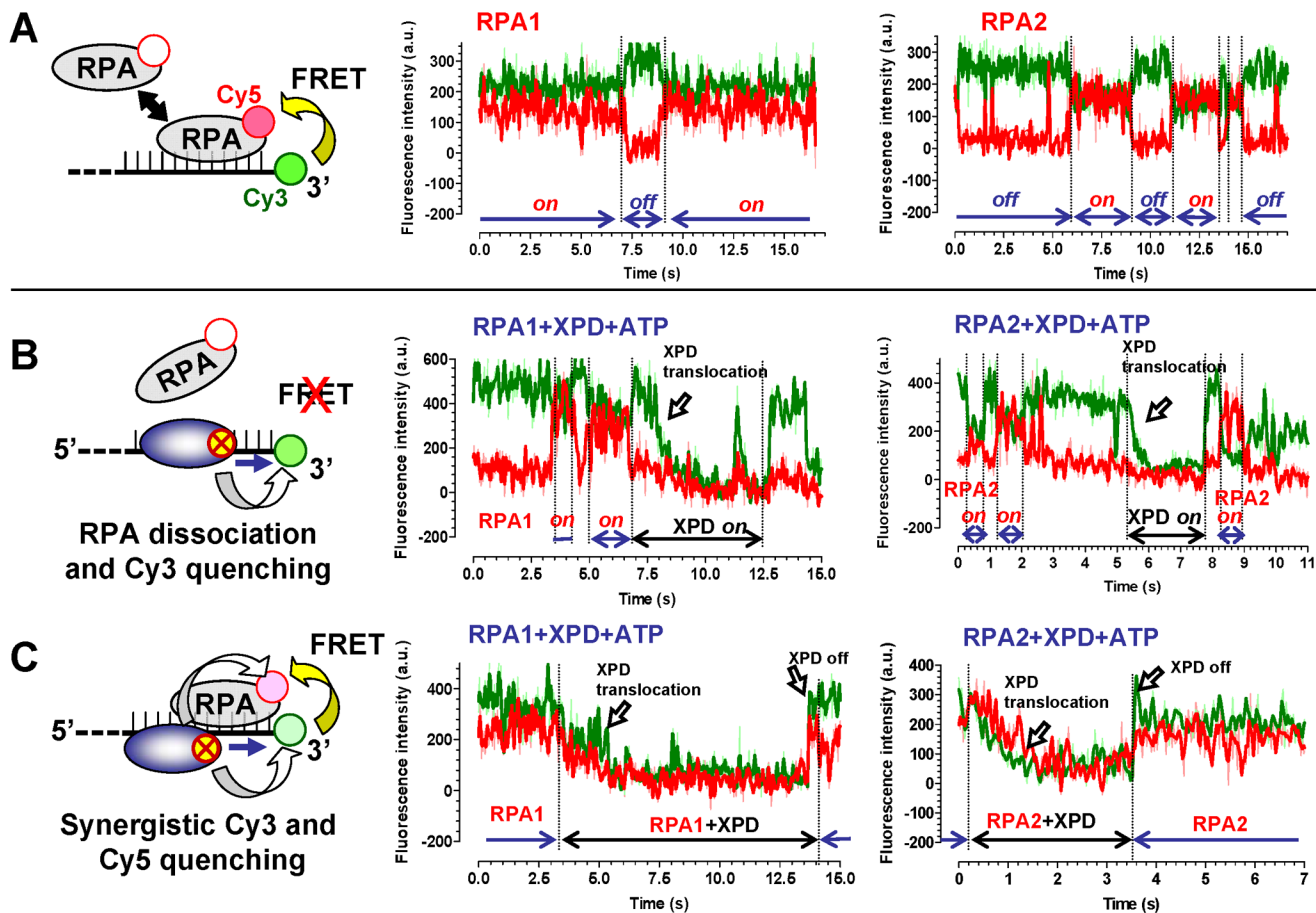 A
RPA
RPA
Cy5
FRET
Cy3
3’
RPA1
Fluorescence intensity (a.u.)
300
200
100
0
-100
-200
on
off
on
0.0
2.5
5.0
7.5
10.0
12.5
15.0
Time (s)
RPA2
Fluorescence intensity (a.u.)
300
200
100
0
-100
-200
off
on
off
on
off
0.0
2.5
5.0
7.5
10.0
12.5
15.0
Time (s)
B
RPA
FRET
X
5’
3’
RPA dissociation
and Cy3 quenching
RPA1+XPD+ATP
Fluorescence intensity (a.u.)
600
400
200
0
-200
XPD
translocation
RPA1
on
on
XPD on
0.0
2.5
5.0
7.5
10.0
12.5
15.0
Time (s)
RPA2+XPD+ATP
Fluorescence intensity (a.u.)
400
200
0
-200
XPD
translocation
RPA2
on
on
XPD on
RPA2
on
0
1
2
3
4
5
6
7
8
9
10
11
Time (s)
C
RPA
FRET
5’
3’
Synergistic Cy3 and
Cy5 quenching
RPA1+XPD+ATP
Fluorescence intensity (a.u.)
400
200
0
-200
XPD
translocation
XPD off
RPA1
RPA1+XPD
0.0
2.5
5.0
7.5
10.0
12.5
15.0
Time (s)
RPA2+XPD+ATP
Fluorescence intensity (a.u.)
400
300
200
100
0
-100
-200
XPD
translocation
XPD off
RPA2+XPD
RPA2
0
1
2
3
4
5
6
7
Time (s)